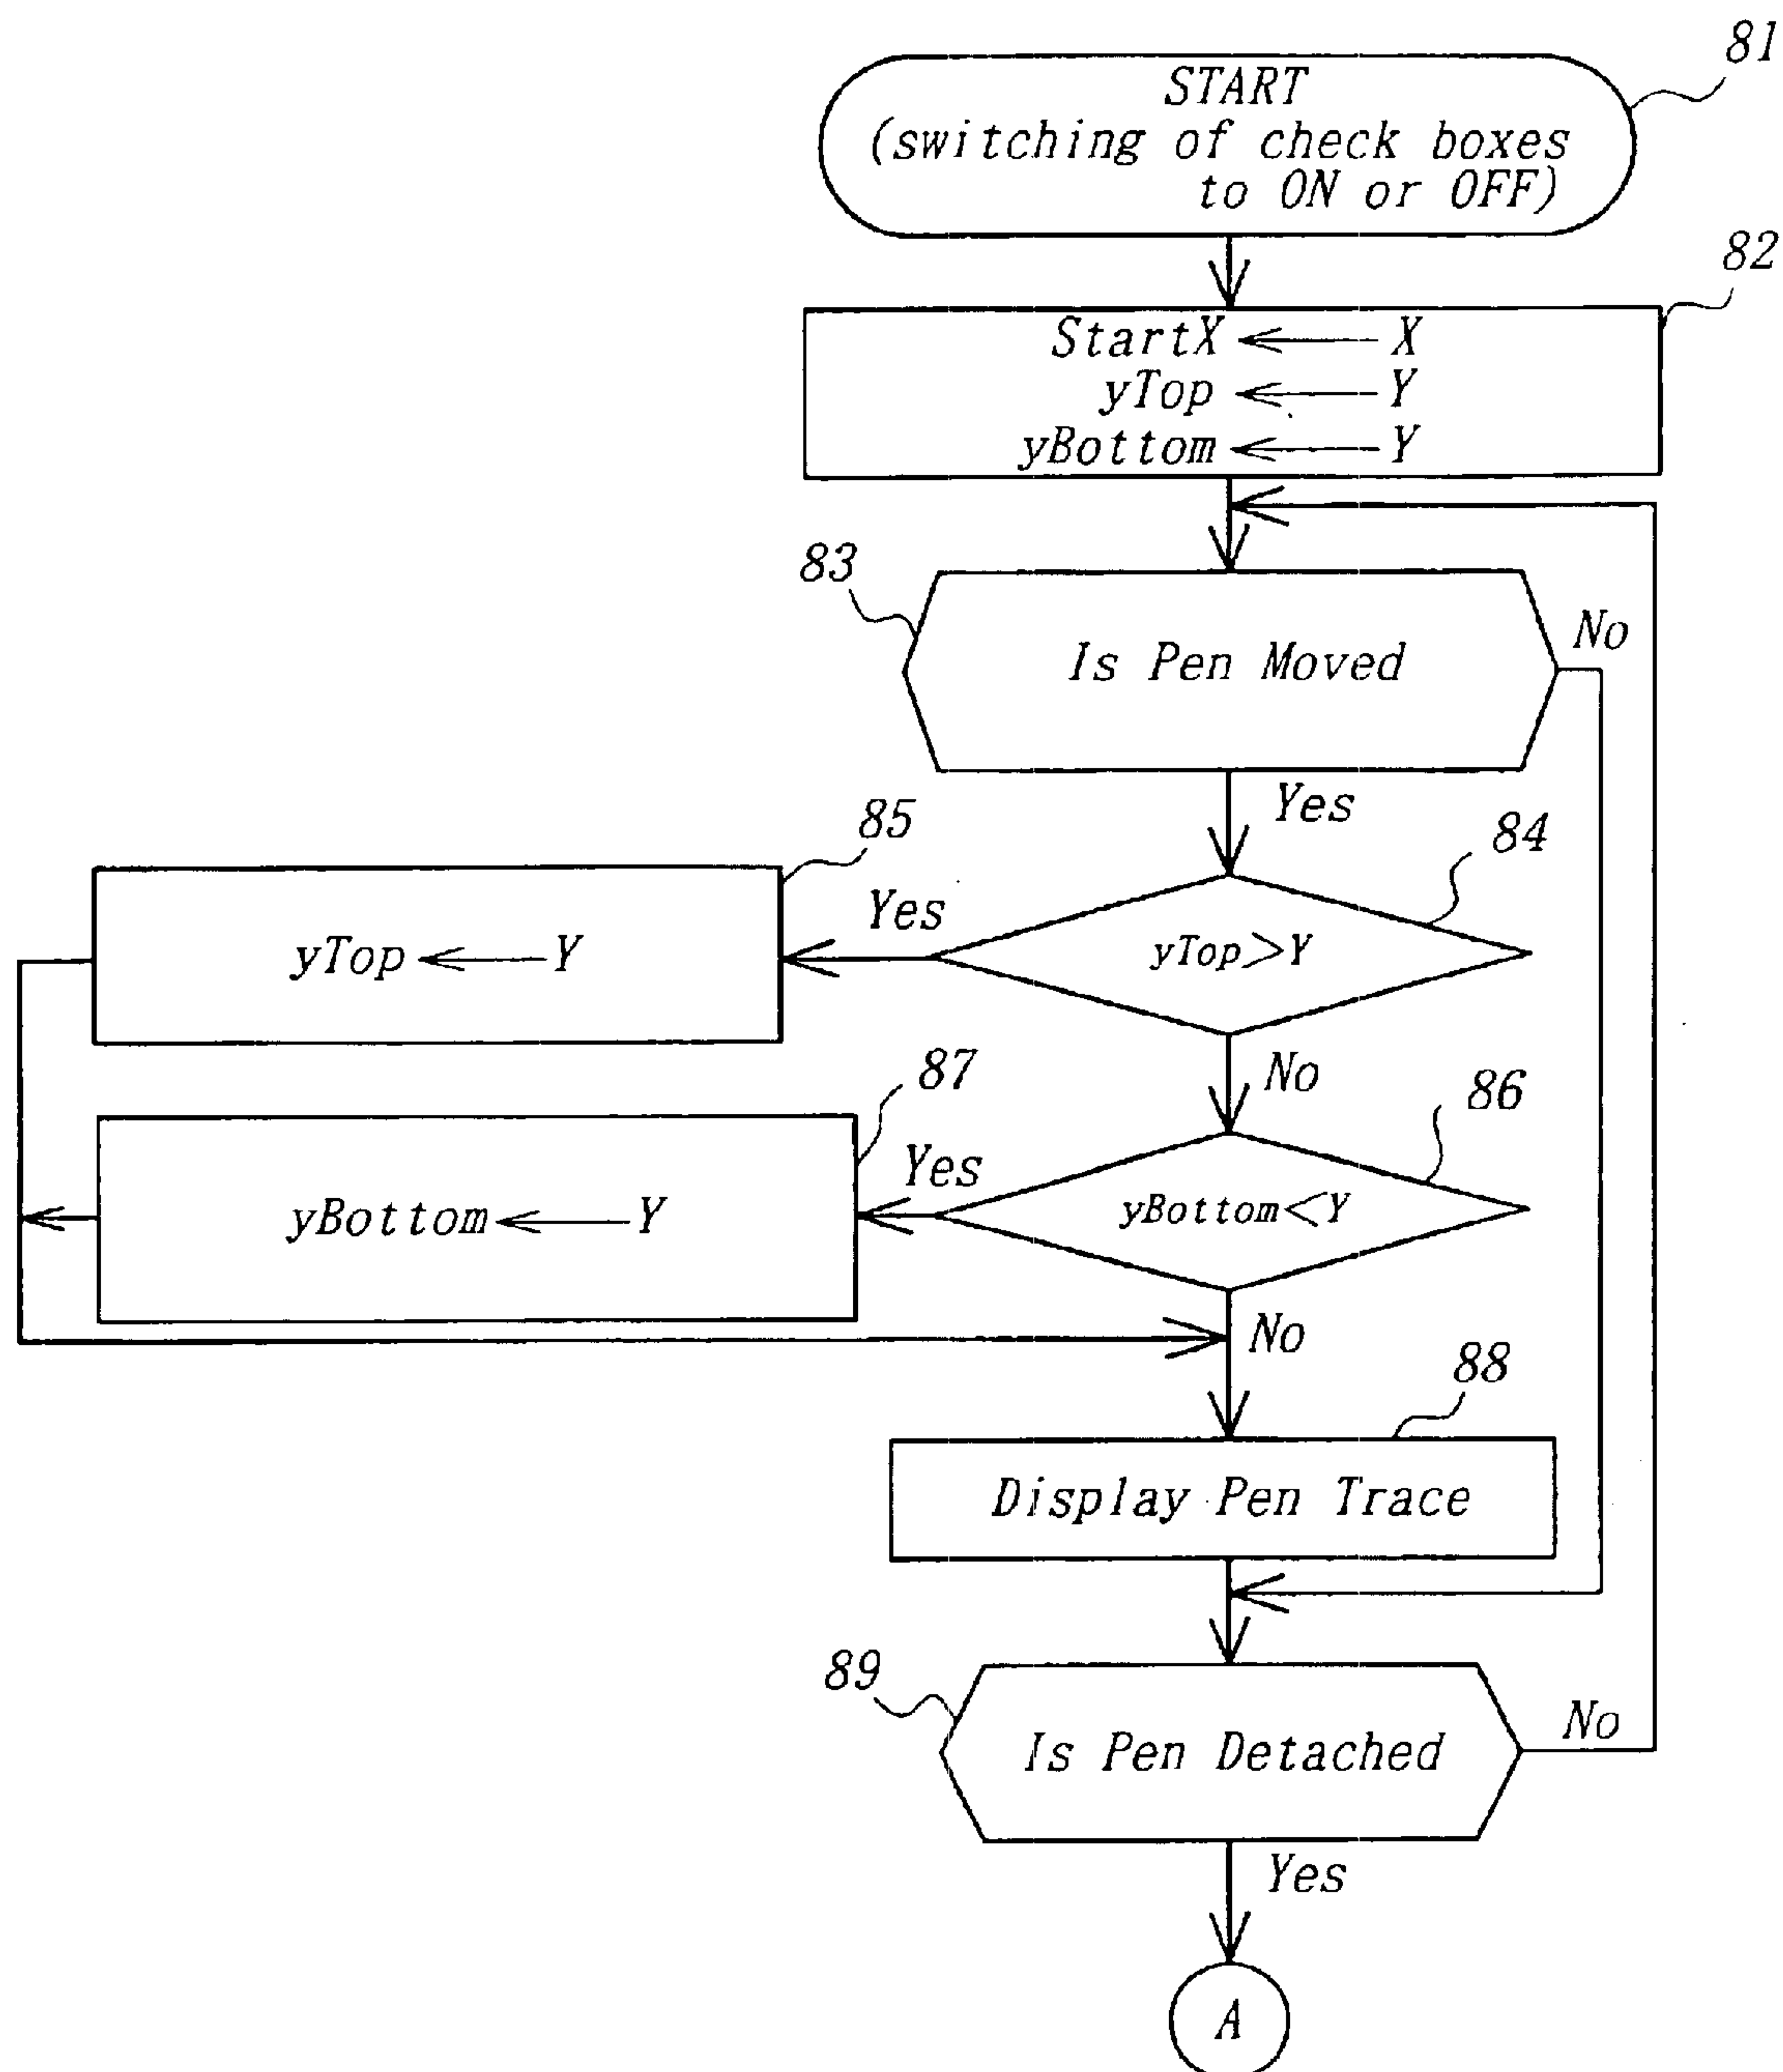 81
START
(switching of check boxes
to ON or OFF)
82
StartX ← X
yTop ← Y
yBottom ← Y
83
Is Pen Moved
No
Yes
84
85
yTop ← Y
Yes
yTop>Y
No
86
87
yBottom ← Y
Yes
yBottom<Y
No
88
Display Pen Trace
89
Is Pen Detached
No
Yes
A